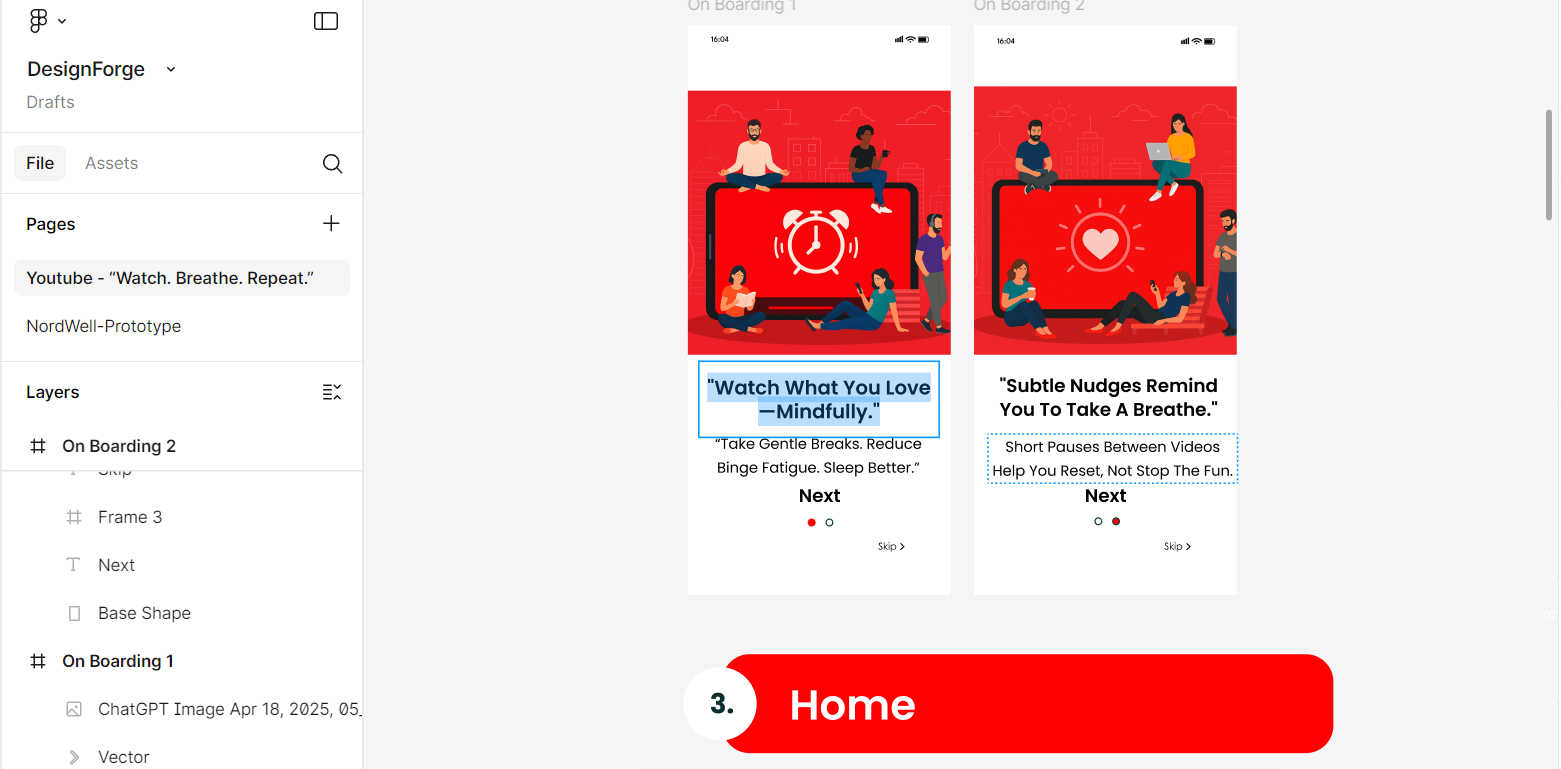 DesignForge
Drafts
File
Assets
Pages
Youtube - “Watch. Breathe. Repeat.”
NordWell-Prototype
Layers
On Boarding 2
Skip
Frame 3
Next
Base Shape
On Boarding 1
ChatGPT Image Apr 18, 2025, 05_
Vector
On Boarding 1
16:04
"Watch What You Love
—Mindfully."
“Take Gentle Breaks. Reduce
Binge Fatigue. Sleep Better.”
Next
Skip
On Boarding 2
16:04
"Subtle Nudges Remind
You To Take A Breathe."
Short Pauses Between Videos
Help You Reset, Not Stop The Fun.
Next
Skip
3.
Home